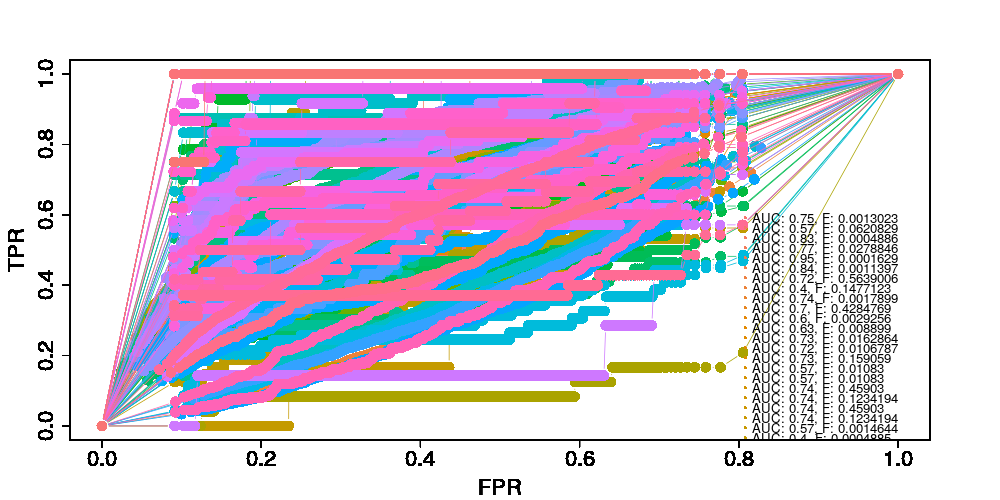 TPR
1.0
0.8
0.6
0.4
0.2
0.0
AUC: 0.75, F: 0.0013023
AUC: 0.57, F: 0.0620829
AUC: 0.83, F: 0.0004886
AUC: 0.77, F: 0.0278846
AUC: 0.95, F: 0.0001629
AUC: 0.84, F: 0.0011397
AUC: 0.72, F: 0.5639006
AUC: 0.4, F: 0.1477123
AUC: 0.74, F: 0.0017899
AUC: 0.7, F: 0.4284769
AUC: 0.6, F: 0.0029256
AUC: 0.63, F: 0.008899
AUC: 0.73, F: 0.0162864
AUC: 0.72, F: 0.0106787
AUC: 0.73, F: 0.159059
AUC: 0.57, F: 0.01083
AUC: 0.57, F: 0.01083
AUC: 0.74, F: 0.45903
AUC: 0.74, F: 0.1234194
AUC: 0.74, F: 0.45903
AUC: 0.74, F: 0.1234194
AUC: 0.57, F: 0.0014644
AUC: 0.4, F: 0.0004885
0.0 0.2 0.4 0.6 0.8 1.0
FPR